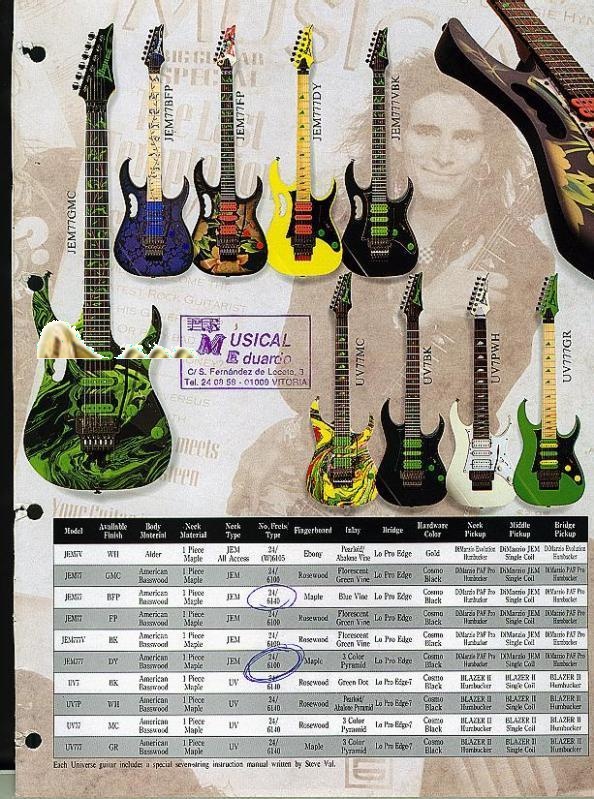 JEM77GMC
JEM77BFP
JEM77FP
JEM777DY
JEM777VBK
BIG GUITAR
SPECIAL
MÚSICAL
Eduardo
C/ S. Fernández de Leceta, 3
Tel. 24 08 58 - 01009 VITORIA
UV77MC
UV7BK
UV7PWH
UV777GR
VERSUS
meets
Model Available Finish Body Material Neck Material Neck Type No. Frets/ Type Fingerboard Inlay Bridge Hardware Color Neck Pickup Middle Pickup Bridge Pickup
JEM7V WH Alder 1 Piece Maple JEM All Access 24/ (W)6105 Ebony Pearloid/ Abalone Vine Lo Pro Edge Gold DiMarzio Evolution Humbucker DiMarzio JEM Single Coil DiMarzio Evolution Humbucker
JEM77 GMC American Basswood 1 Piece Maple JEM 24/ 6100 Rosewood Florescent Green Vine Lo Pro Edge Cosmo Black DiMarzio PAF Pro Humbucker DiMarzio JEM Single Coil DiMarzio PAF Pro Humbucker
JEM77 BFP American Basswood 1 Piece Maple JEM 24/ 6140 Maple Blue Vine Lo Pro Edge Cosmo Black DiMarzio PAF Pro Humbucker DiMarzio JEM Single Coil DiMarzio PAF Pro Humbucker
JEM77 FP American Basswood 1 Piece Maple JEM 24/ 6100 Rosewood Florescent Green Vine Lo Pro Edge Cosmo Black DiMarzio PAF Pro Humbucker DiMarzio JEM Single Coil DiMarzio PAF Pro Humbucker
JEM777V BK American Basswood 1 Piece Maple JEM 24/ 6100 Rosewood Florescent Green Vine Lo Pro Edge Cosmo Black DiMarzio PAF Pro Humbucker DiMarzio JEM Single Coil DiMarzio PAF Pro Humbucker
JEM777 DY American Basswood 1 Piece Maple JEM 24/ 6100 Maple 3 Color Pyramid Lo Pro Edge Cosmo Black DiMarzio PAF Pro Humbucker DiMarzio JEM Single Coil DiMarzio PAF Pro Humbucker
UV7 BK American Basswood 1 Piece Maple UV 24/ 6140 Rosewood Green Dot Lo Pro Edge-7 Cosmo Black BLAZER II Humbucker BLAZER II Single Coil BLAZER II Humbucker
UV7P WH American Basswood 1 Piece Maple UV 24/ 6140 Rosewood Pearloid/ Abalone Pyramid Lo Pro Edge-7 Cosmo Black BLAZER II Humbucker BLAZER II Single Coil BLAZER II Humbucker
UV77 MC American Basswood 1 Piece Maple UV 24/ 6140 Rosewood 3 Color Pyramid Lo Pro Edge-7 Cosmo Black BLAZER II Humbucker BLAZER II Single Coil BLAZER II Humbucker
UV777 GR American Basswood 1 Piece Maple UV 24/ 6140 Maple 3 Color Pyramid Lo Pro Edge-7 Cosmo Black BLAZER II Humbucker BLAZER II Single Coil BLAZER II Humbucker
Each Universe guitar includes a special seven-string instruction manual written by Steve Vai.